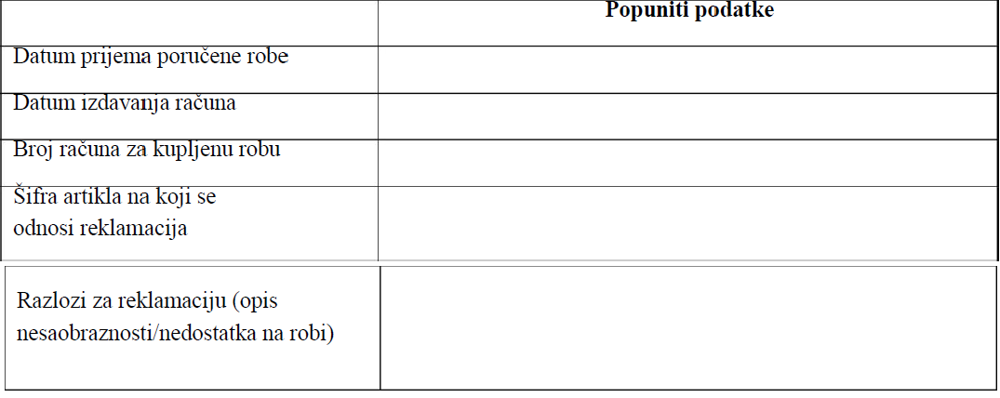 Popuniti podatke
Datum prijema poručene robe
Datum izdavanja računa
Broj računa za kupljenu robu
Šifra artikla na koji se
odnosi reklamacija
Razlozi za reklamaciju (opis
nesaobraznosti/nedostatka na robi)